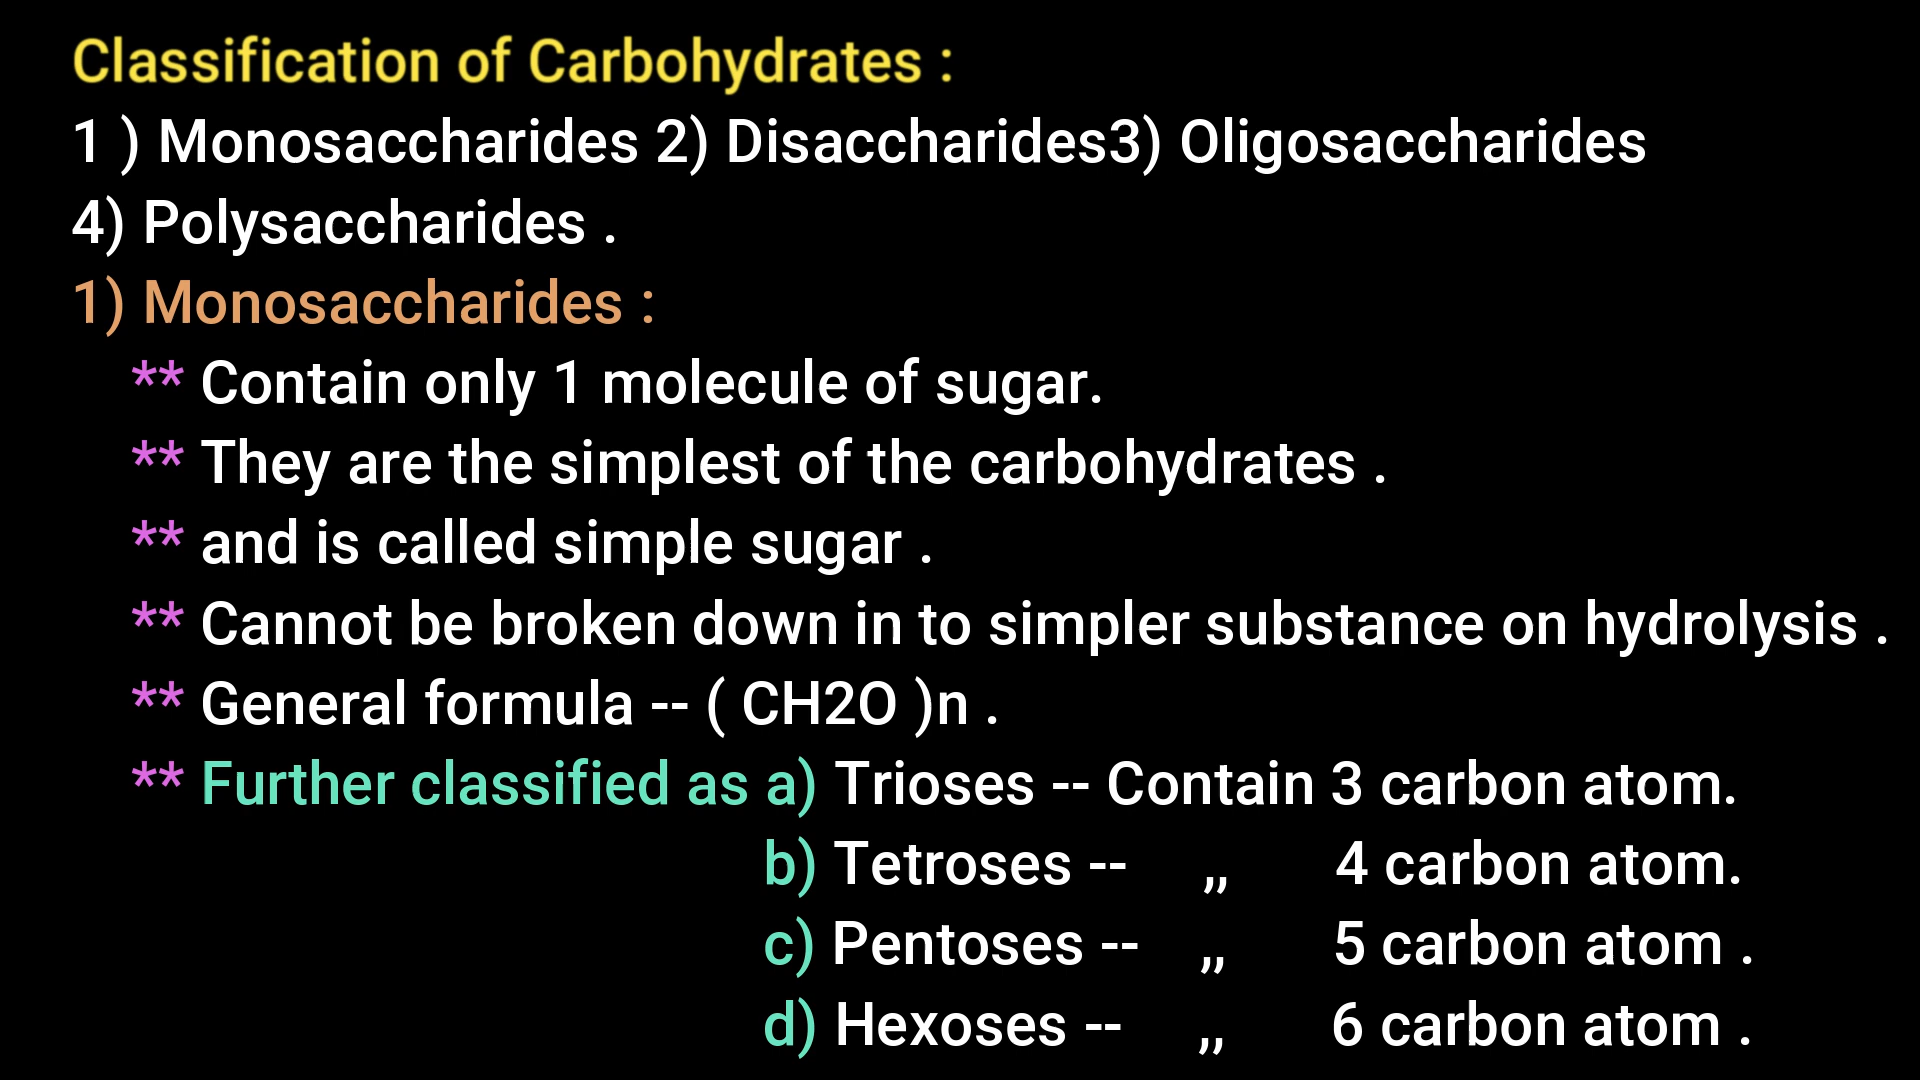 Classification of Carbohydrates :
1 ) Monosaccharides 2) Disaccharides3) Oligosaccharides
4) Polysaccharides .
1) Monosaccharides :
** Contain only 1 molecule of sugar.
** They are the simplest of the carbohydrates .
** and is called simple sugar .
** Cannot be broken down in to simpler substance on hydrolysis .
** General formula -- ( CH2O )n .
** Further classified as a) Trioses -- Contain 3 carbon atom.
b) Tetroses -- ,, 4 carbon atom.
c) Pentoses -- ,, 5 carbon atom .
d) Hexoses -- ,, 6 carbon atom .